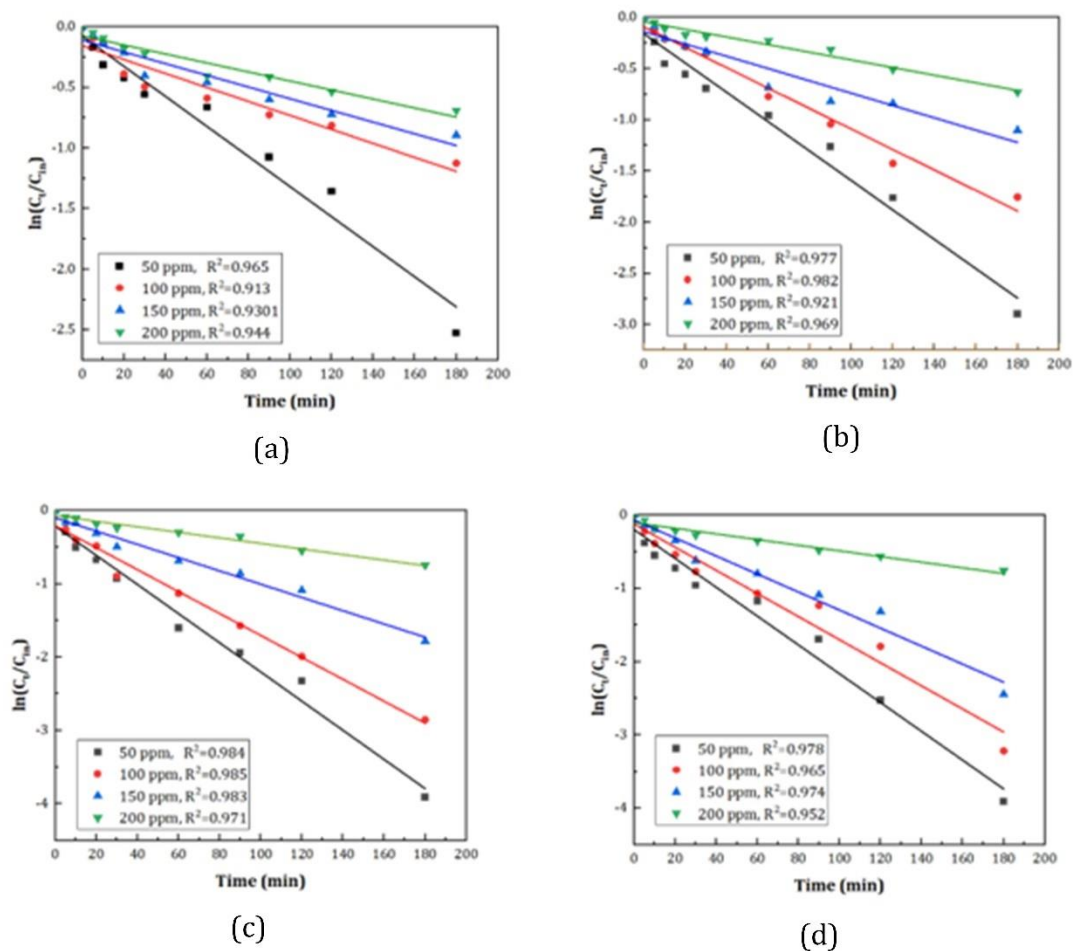 0.0
-0.5
-1.0
-1.5
-2.0
-2.5
ln(Cₜ/Cᵢₙ)
50 ppm, R²=0.965
100 ppm, R²=0.913
150 ppm, R²=0.9301
200 ppm, R²=0.944
0 20 40 60 80 100 120 140 160 180 200
Time (min)
(a)
0.0
-0.5
-1.0
-1.5
-2.0
-2.5
-3.0
ln(Cₜ/Cᵢₙ)
50 ppm, R²=0.977
100 ppm, R²=0.982
150 ppm, R²=0.921
200 ppm, R²=0.969
0 20 40 60 80 100 120 140 160 180 200
Time (min)
(b)
0
-1
-2
-3
-4
ln(Cₜ/Cᵢₙ)
50 ppm, R²=0.984
100 ppm, R²=0.985
150 ppm, R²=0.983
200 ppm, R²=0.971
0 20 40 60 80 100 120 140 160 180 200
Time (min)
(c)
0
-1
-2
-3
-4
ln(Cₜ/Cᵢₙ)
50 ppm, R²=0.978
100 ppm, R²=0.965
150 ppm, R²=0.974
200 ppm, R²=0.952
0 20 40 60 80 100 120 140 160 180 200
Time (min)
(d)